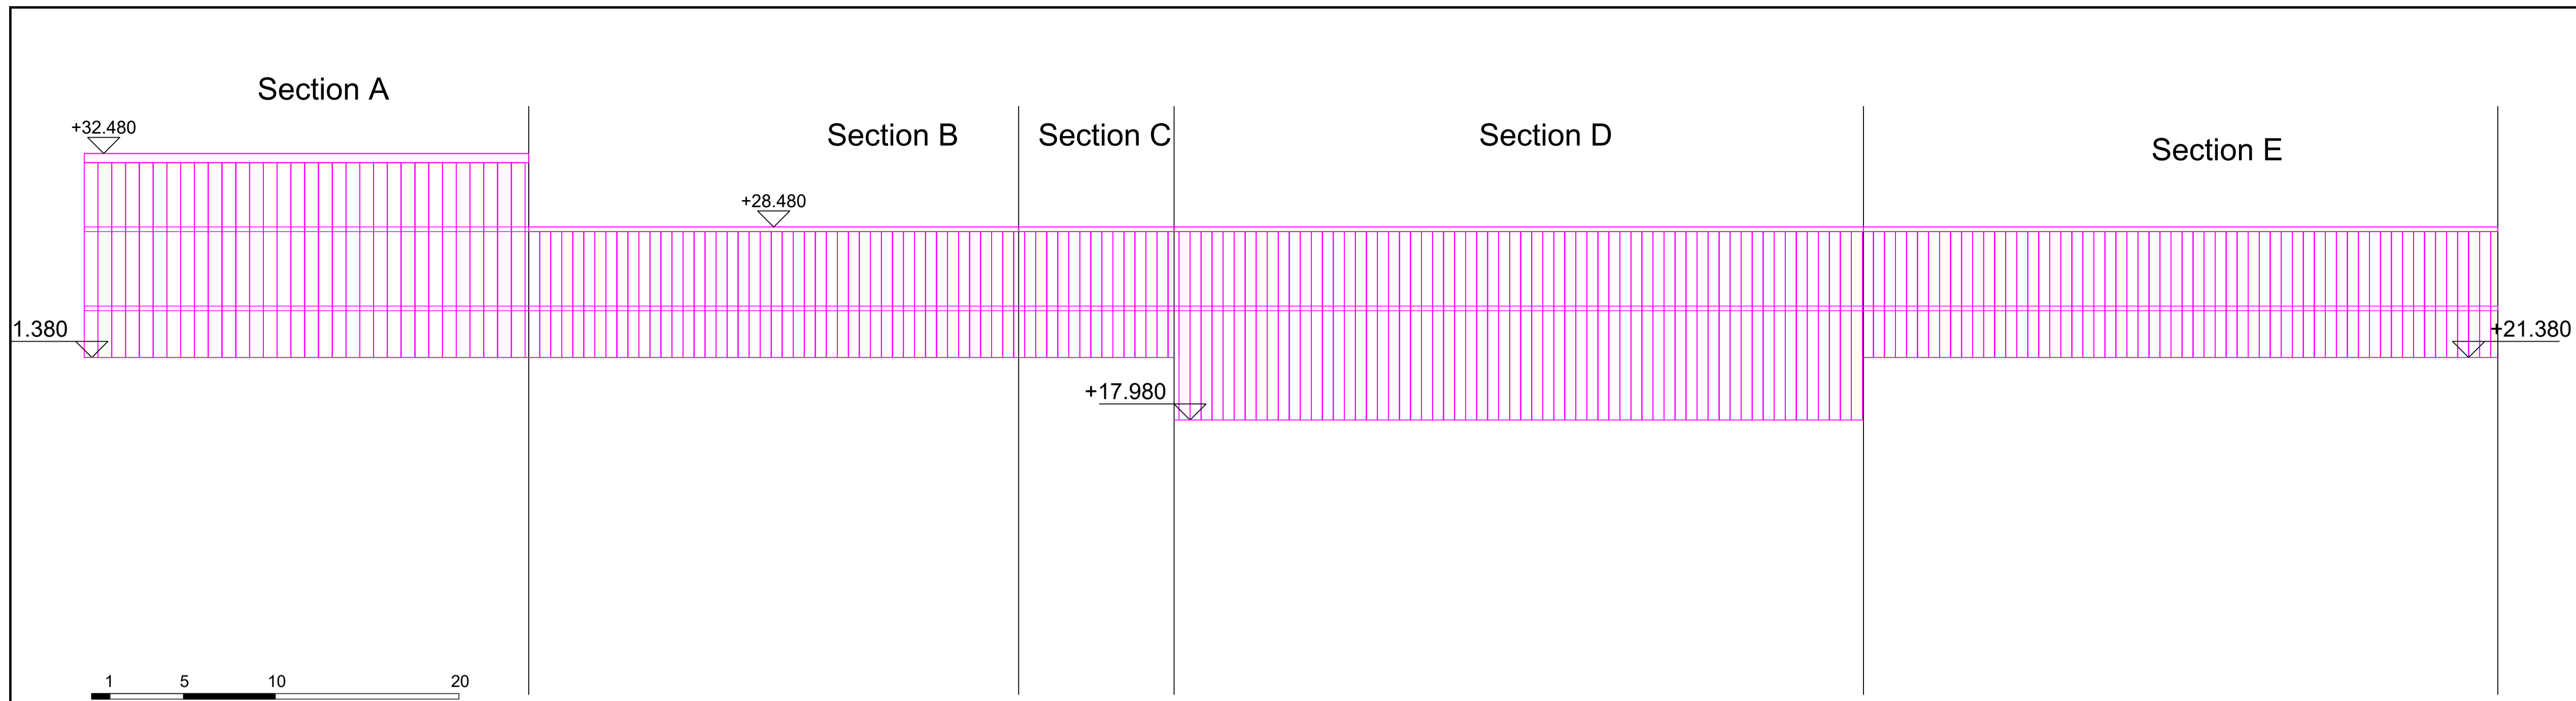 Section A
Section B
Section C
Section D
Section E
+32.480
+28.480
1.380
+21.380
+17.980
1 5 10 20